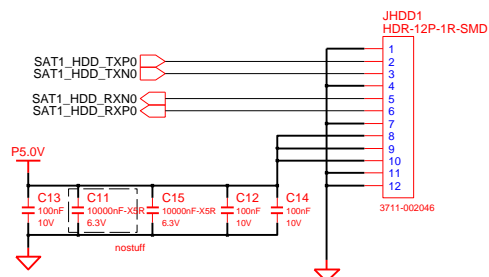 JHDD1
HDR-12P-1R-SMD
1
SAT1_HDD_TXP0 2
SAT1_HDD_TXN0 3
4
SAT1_HDD_RXN0 5
SAT1_HDD_RXP0 6
7
8
P5.0V 9
10
11
12
C13 C11 C15 C12 C14
100nF 10000nF-X5R 10000nF-X5R 100nF 100nF
10V 6.3V 6.3V 10V 10V
3711-002046
nostuff